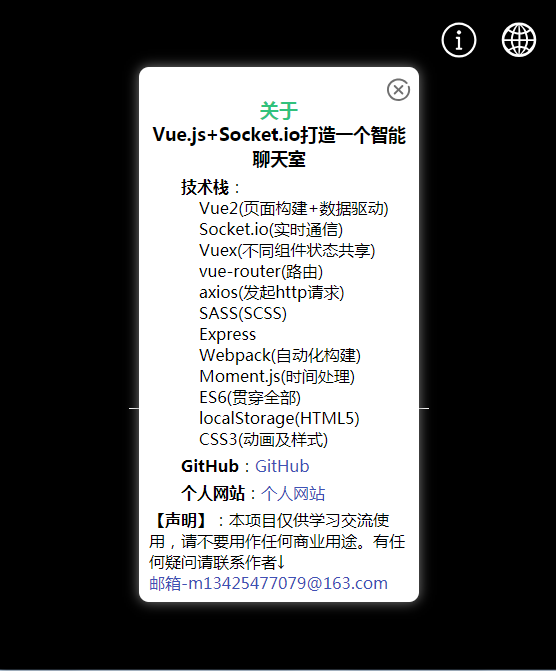 关于
Vue.js+Socket.io打造一个智能
聊天室
技术栈：
Vue2(页面构建+数据驱动)
Socket.io(实时通信)
Vuex(不同组件状态共享)
vue-router(路由)
axios(发起http请求)
SASS(SCSS)
Express
Webpack(自动化构建)
Moment.js(时间处理)
ES6(贯穿全部)
localStorage(HTML5)
CSS3(动画及样式)
GitHub：GitHub
个人网站：个人网站
【声明】：本项目仅供学习交流使
用，请不要用作任何商业用途。有任
何疑问请联系作者↓
邮箱-m13425477079@163.com